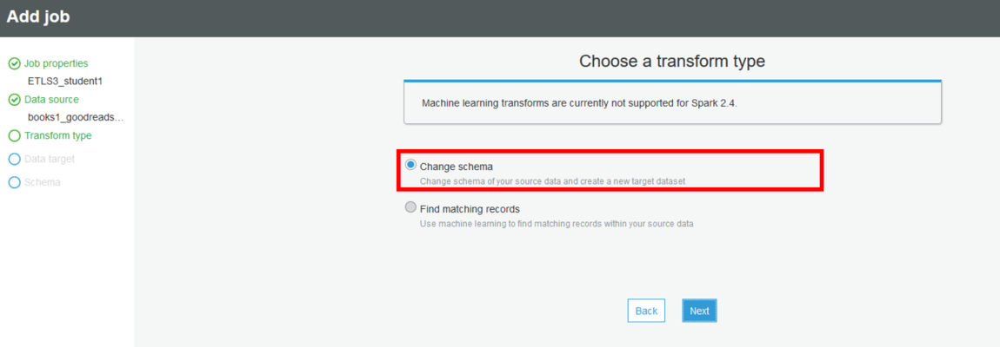 Add job
Job properties
ETLS3_student1
Data source
books1_goodreads...
Transform type
Data target
Schema
Choose a transform type
Machine learning transforms are currently not supported for Spark 2.4.
Change schema
Change schema of your source data and create a new target dataset
Find matching records
Use machine learning to find matching records within your source data
Back
Next